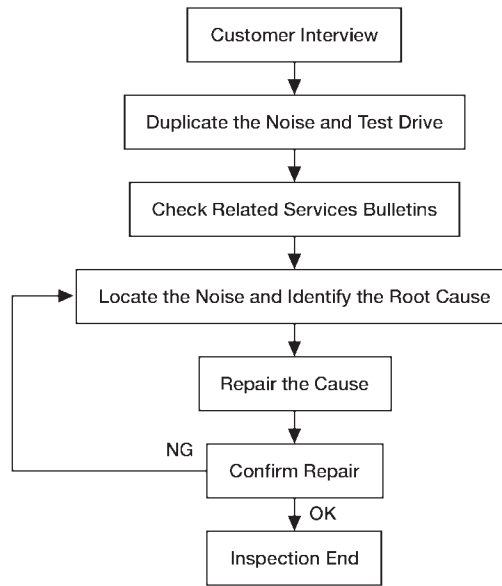 Customer Interview
Duplicate the Noise and Test Drive
Check Related Services Bulletins
Locate the Noise and Identify the Root Cause
Repair the Cause
NG
Confirm Repair
OK
Inspection End